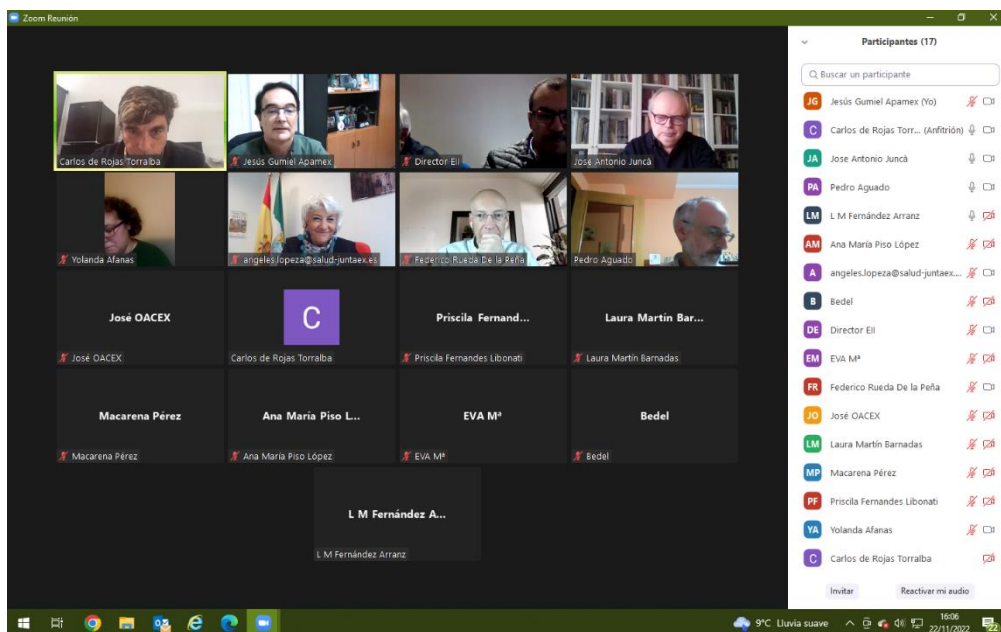 Zoom Reunión
Carlos de Rojas Torralba
Jesús Gumiel Apamex
Director EII
Jose Antonio Juncà
Yolanda Afanas
angeles.lopeza@salud-juntaex.es
Federico Rueda De la Peña
Pedro Aguado
José OACEX
C
Priscila Fernand...
Laura Martín Bar...
José OACEX
Carlos de Rojas Torralba
Priscila Fernandes Libonati
Laura Martín Barnadas
Macarena Pérez
Ana María Piso L...
EVA Mª
Bedel
Macarena Pérez
Ana María Piso López
EVA Mª
Bedel
L M Fernández A...
L M Fernández Arranz
Participantes (17)
Buscar un participante
JG Jesús Gumiel Apamex (Yo)
C Carlos de Rojas Torr... (Anfitrión)
JA Jose Antonio Juncà
PA Pedro Aguado
LM L M Fernández Arranz
AM Ana María Piso López
A angeles.lopeza@salud-juntaex....
B Bedel
DE Director EII
EM EVA Mª
FR Federico Rueda De la Peña
JO José OACEX
LM Laura Martín Barnadas
MP Macarena Pérez
PF Priscila Fernandes Libonati
YA Yolanda Afanas
C Carlos de Rojas Torralba
Invitar Reactivar mi audio
9°C Lluvia suave
16:06
22/11/2022
22